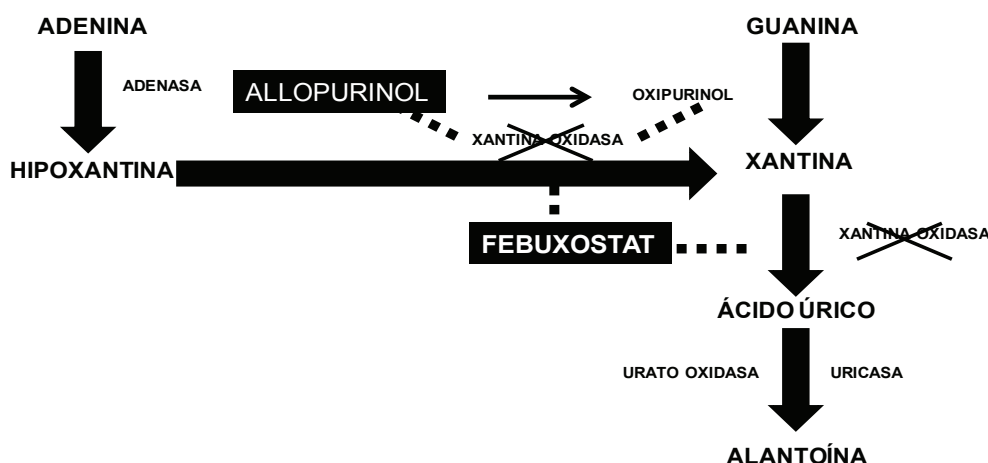 ADENINA
GUANINA
ADENASA
ALLOPURINOL
OXIPURINOL
XANTINA OXIDASA
HIPOXANTINA
XANTINA
FEBUXOSTAT
XANTINA OXIDASA
ÁCIDO ÚRICO
URATO OXIDASA
URICASA
ALANTOÍNA